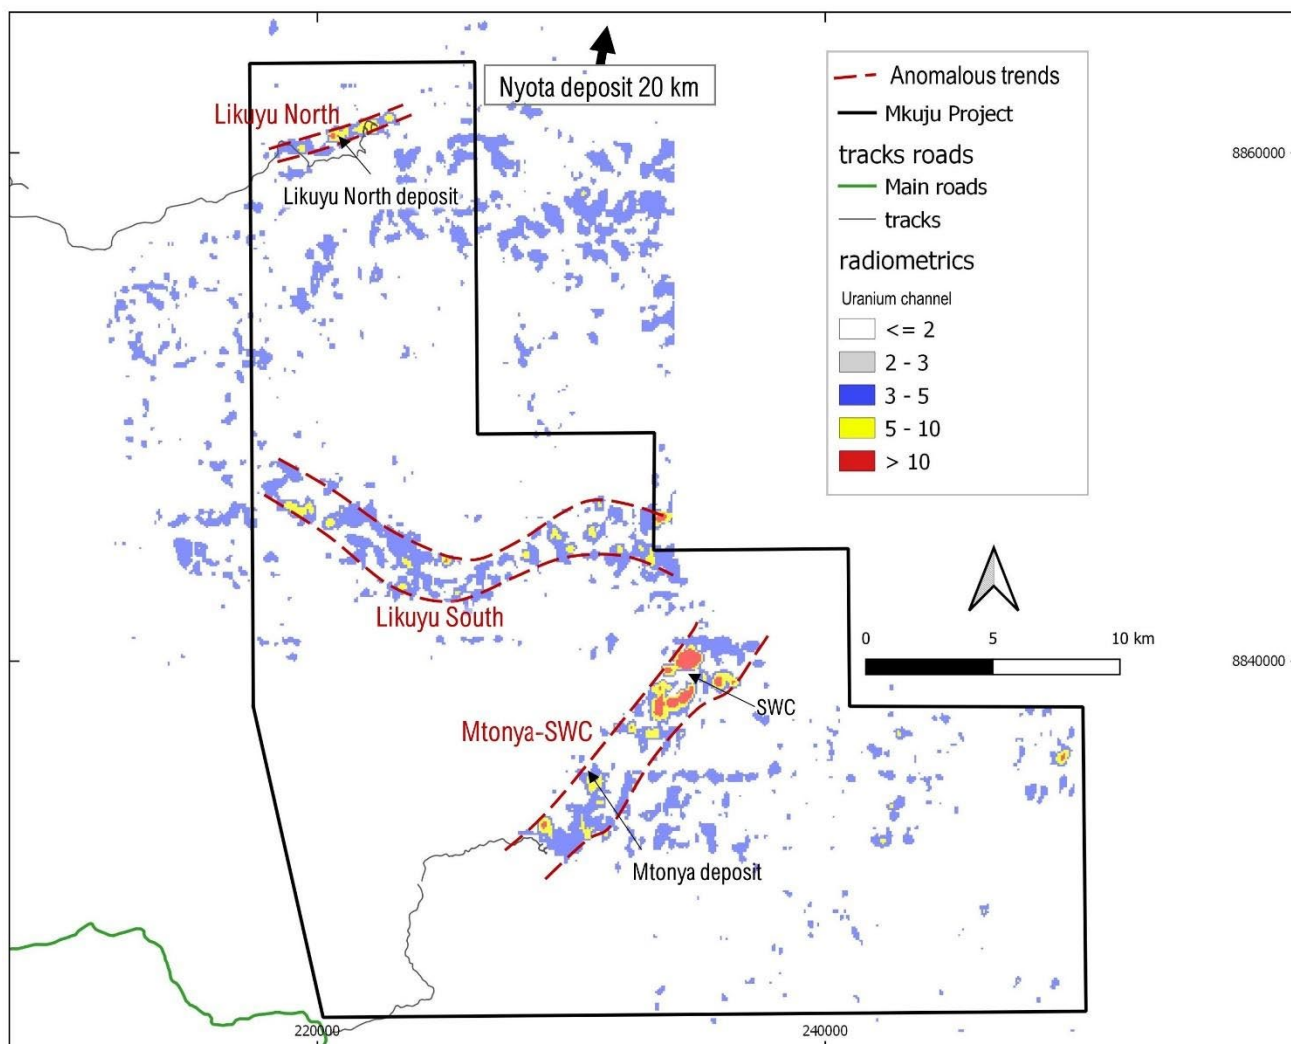 Nyota deposit 20 km
Likuyu North
Likuyu North deposit
Anomalous trends
Mkuju Project
tracks roads
Main roads
tracks
radiometrics
Uranium channel
<= 2
2 - 3
3 - 5
5 - 10
> 10
8860000
Likuyu South
0 5 10 km
8840000
SWC
Mtonya-SWC
Mtonya deposit
220000 240000